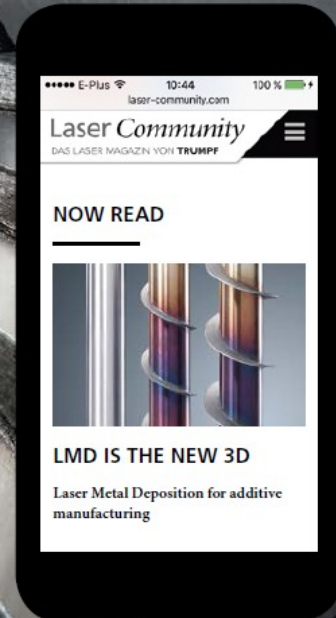 E-Plus 10:44 100 %
laser-community.com
Laser Community
DAS LASER MAGAZIN VON TRUMPF
NOW READ
LMD IS THE NEW 3D
Laser Metal Deposition for additive
manufacturing